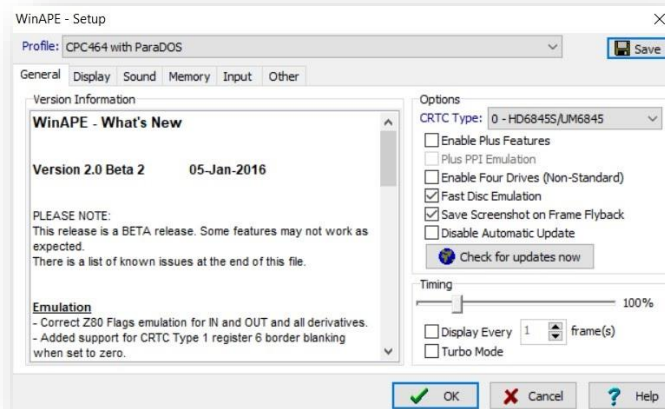 WinAPE - Setup
Profile: CPC464 with ParaDOS
Save
General Display Sound Memory Input Other
Version Information
WinAPE - What's New
Version 2.0 Beta 2 05-Jan-2016
PLEASE NOTE:
This release is a BETA release. Some features may not work as
expected.
There is a list of known issues at the end of this file.
Emulation
- Correct Z80 Flags emulation for IN and OUT and all derivatives.
- Added support for CRTC Type 1 register 6 border blanking
when set to zero.
Options
CRTC Type: 0 - HD6845S/UM6845
Enable Plus Features
Plus PPI Emulation
Enable Four Drives (Non-Standard)
Fast Disc Emulation
Save Screenshot on Frame Flyback
Disable Automatic Update
Check for updates now
Timing
100%
Display Every 1 frame(s)
Turbo Mode
OK Cancel Help